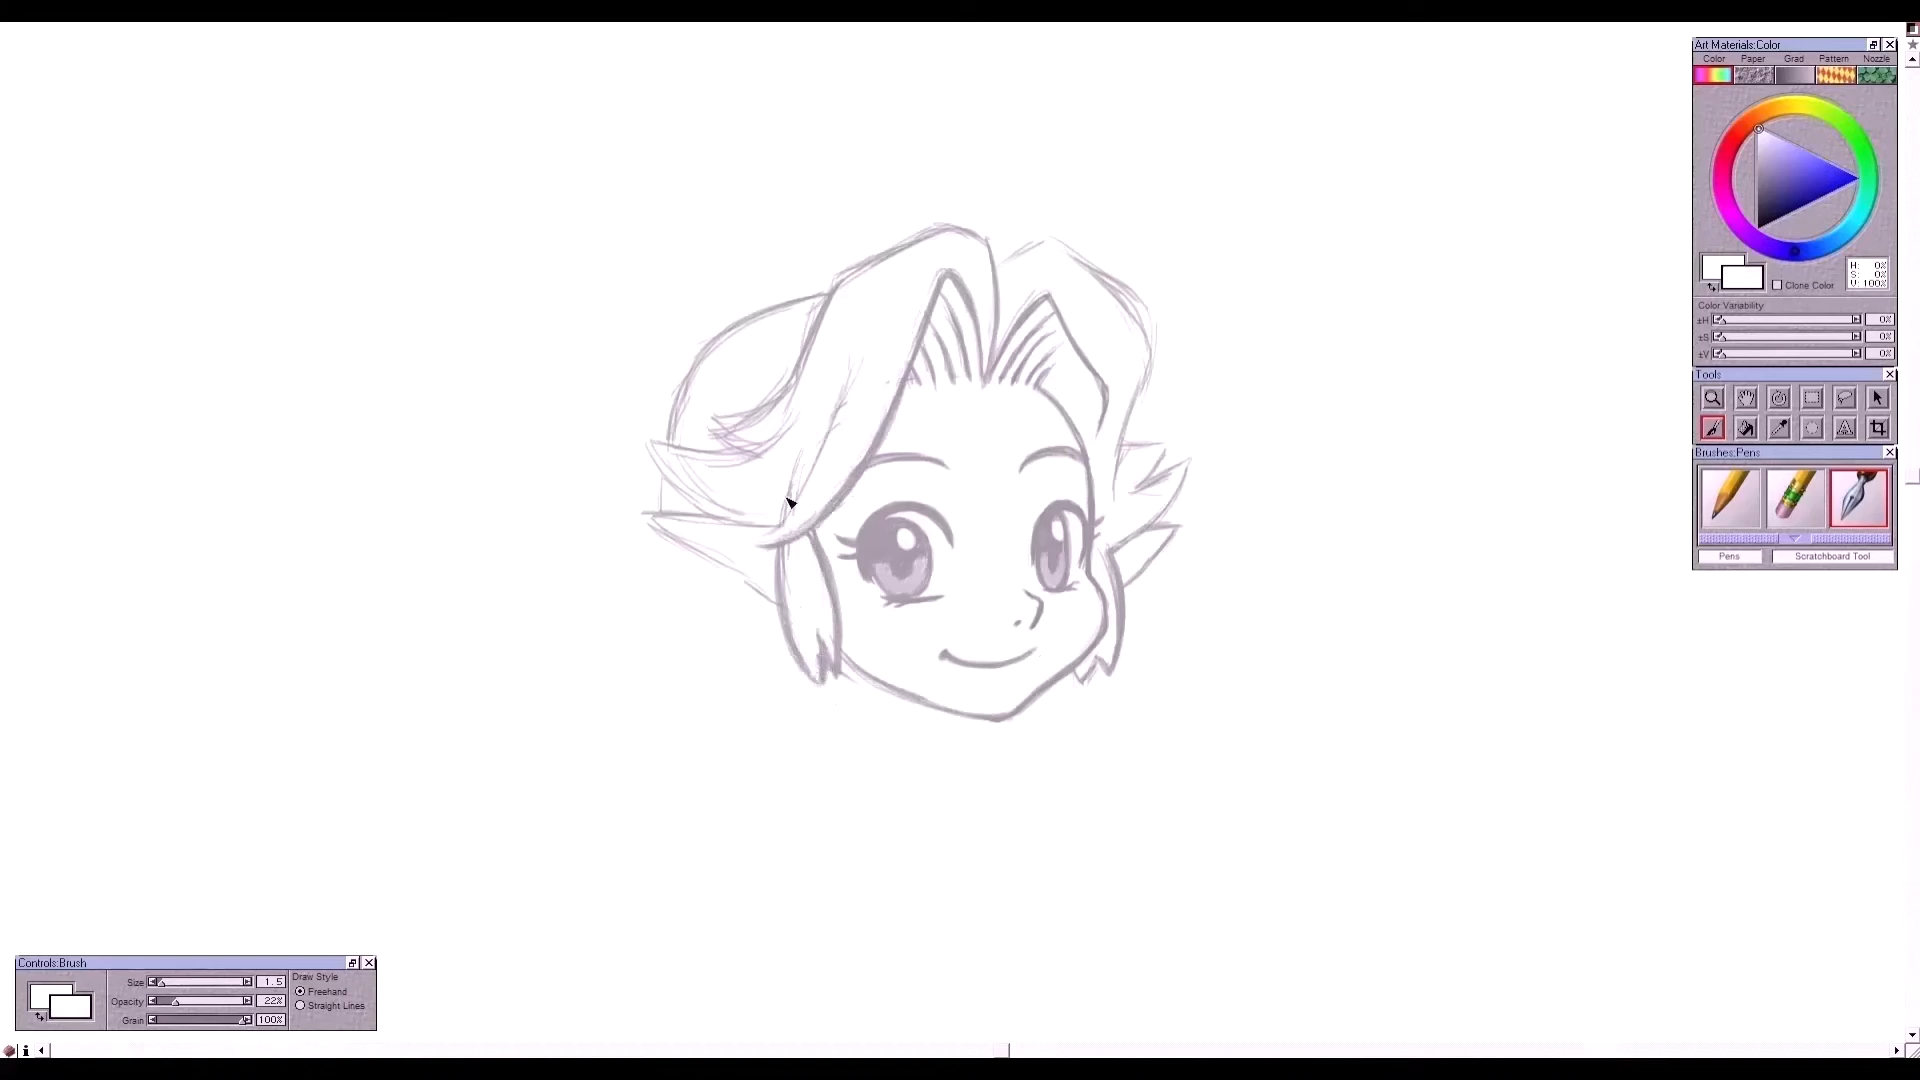 Art Materials:Color
Color Paper Grad Pattern Nozzle
H: 0%
S: 0%
V: 100%
Clone Color
Color Variability
±H 0%
±S 0%
±V 0%
Tools
Brushes:Pens
Pens Scratchboard Tool
Controls:Brush
Size 1.5
Opacity 22%
Grain 100%
Draw Style
Freehand
Straight Lines